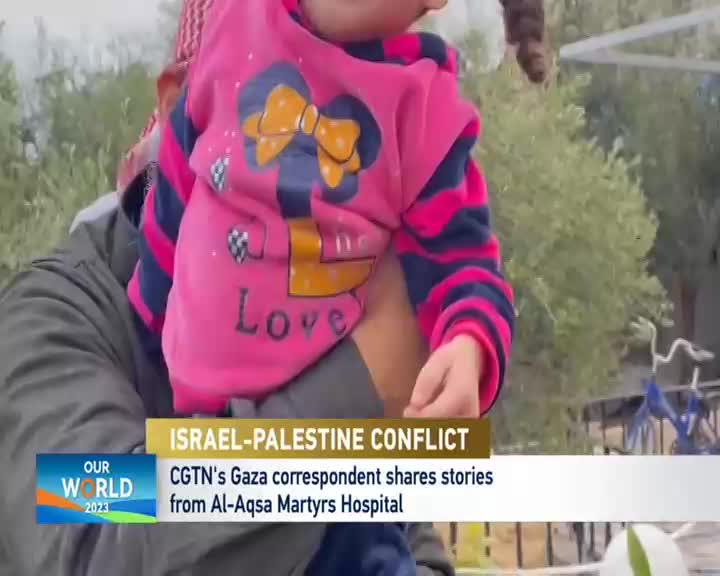 Love
ISRAEL-PALESTINE CONFLICT
OUR
WORLD
2023
CGTN's Gaza correspondent shares stories
from Al-Aqsa Martyrs Hospital